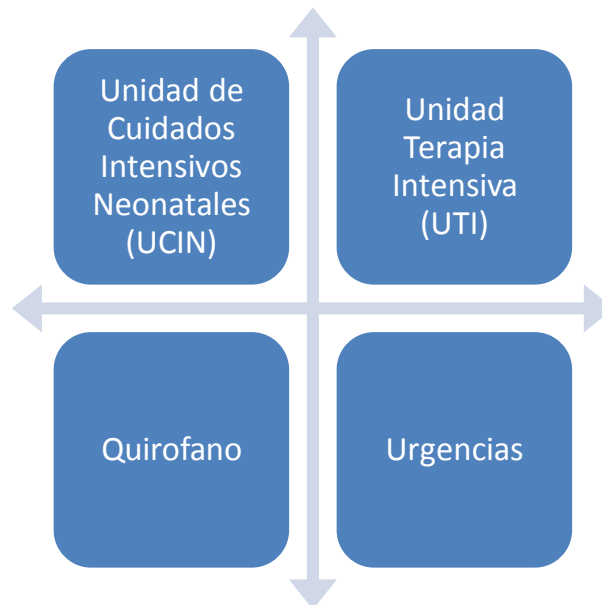 Unidad de
Cuidados
Intensivos
Neonatales
(UCIN)
Unidad
Terapia
Intensiva
(UTI)
Quirofano
Urgencias